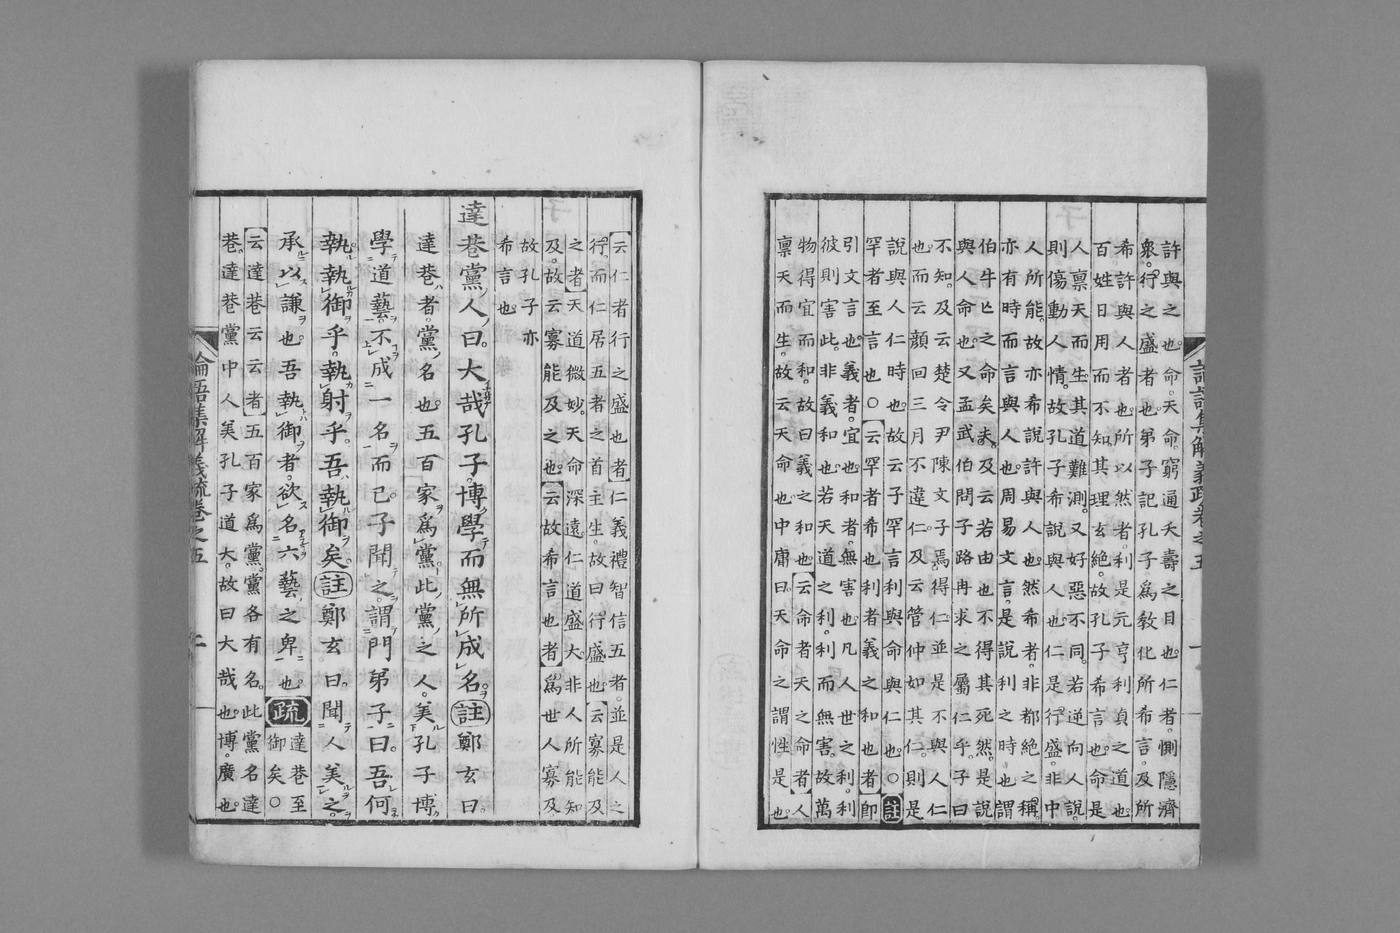 許與之也命天命窮通夭壽之目也仁者惻隱濟
衆行之盛者也弟子記孔子爲敎化所希言及所
希許與人者也所以然者利是元亨利貞之道也
百姓日用而不知其理玄絶故孔子希言也命是
人稟天而生其道難測又好惡不同若逆向人說
則傷動人情故孔子希說與人也仁是行盛非中
人所能故亦希說許與人也然希者非都絶之稱
亦有時而言與人也周易文言是說利之時也謂
伯牛亡之命矣夫及云若由也不得其死然是說
與人命也又孟武伯問子路冉求之屬仁乎子曰
不知及云楚令尹陳文子焉得仁並是不與人仁
也而云顔回三月不違仁及云管仲如其仁則是
說與人仁時也故云子罕言利與命與仁也○註
罕者至言也○云罕者希也利者義之和也者卽
引文言也義者宜也和者無害也凡人世之利利
彼則害此非義和也若天道之利利而無害故萬
物得宜而和故曰義之和也云命者天之命者人
稟天而生故云天命也中庸曰天命之謂性是也
論語集解義疏卷之五
云仁者行之盛也者仁義禮智信五者並是人之
行而仁居五者之首主生故曰行盛也云寡能及
之者天道微妙天命深遠仁道盛大非人所能知
及故云寡能及之也云故希言也者爲世人寡及
故孔子亦
希言也
達巷黨人曰大哉孔子博學而無所成名註鄭玄曰
達巷者黨名也五百家爲黨此黨之人美孔子博
學道藝不成一名而已子聞之謂門弟子曰吾何
執執御乎執射乎吾執御矣註鄭玄曰聞人美之
承以謙也吾執御者欲名六藝之卑也疏達巷至
御矣○
云達巷云云者五百家爲黨黨各有名此黨名達
巷達巷黨中人美孔子道大故曰大哉也博廣也
論語集解義疏卷之五
二